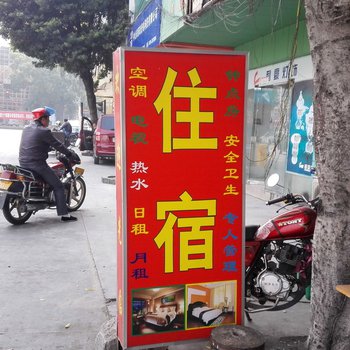 住宿
空调
电视
热水
日租
月租
钟点房
安全卫生
专人管理